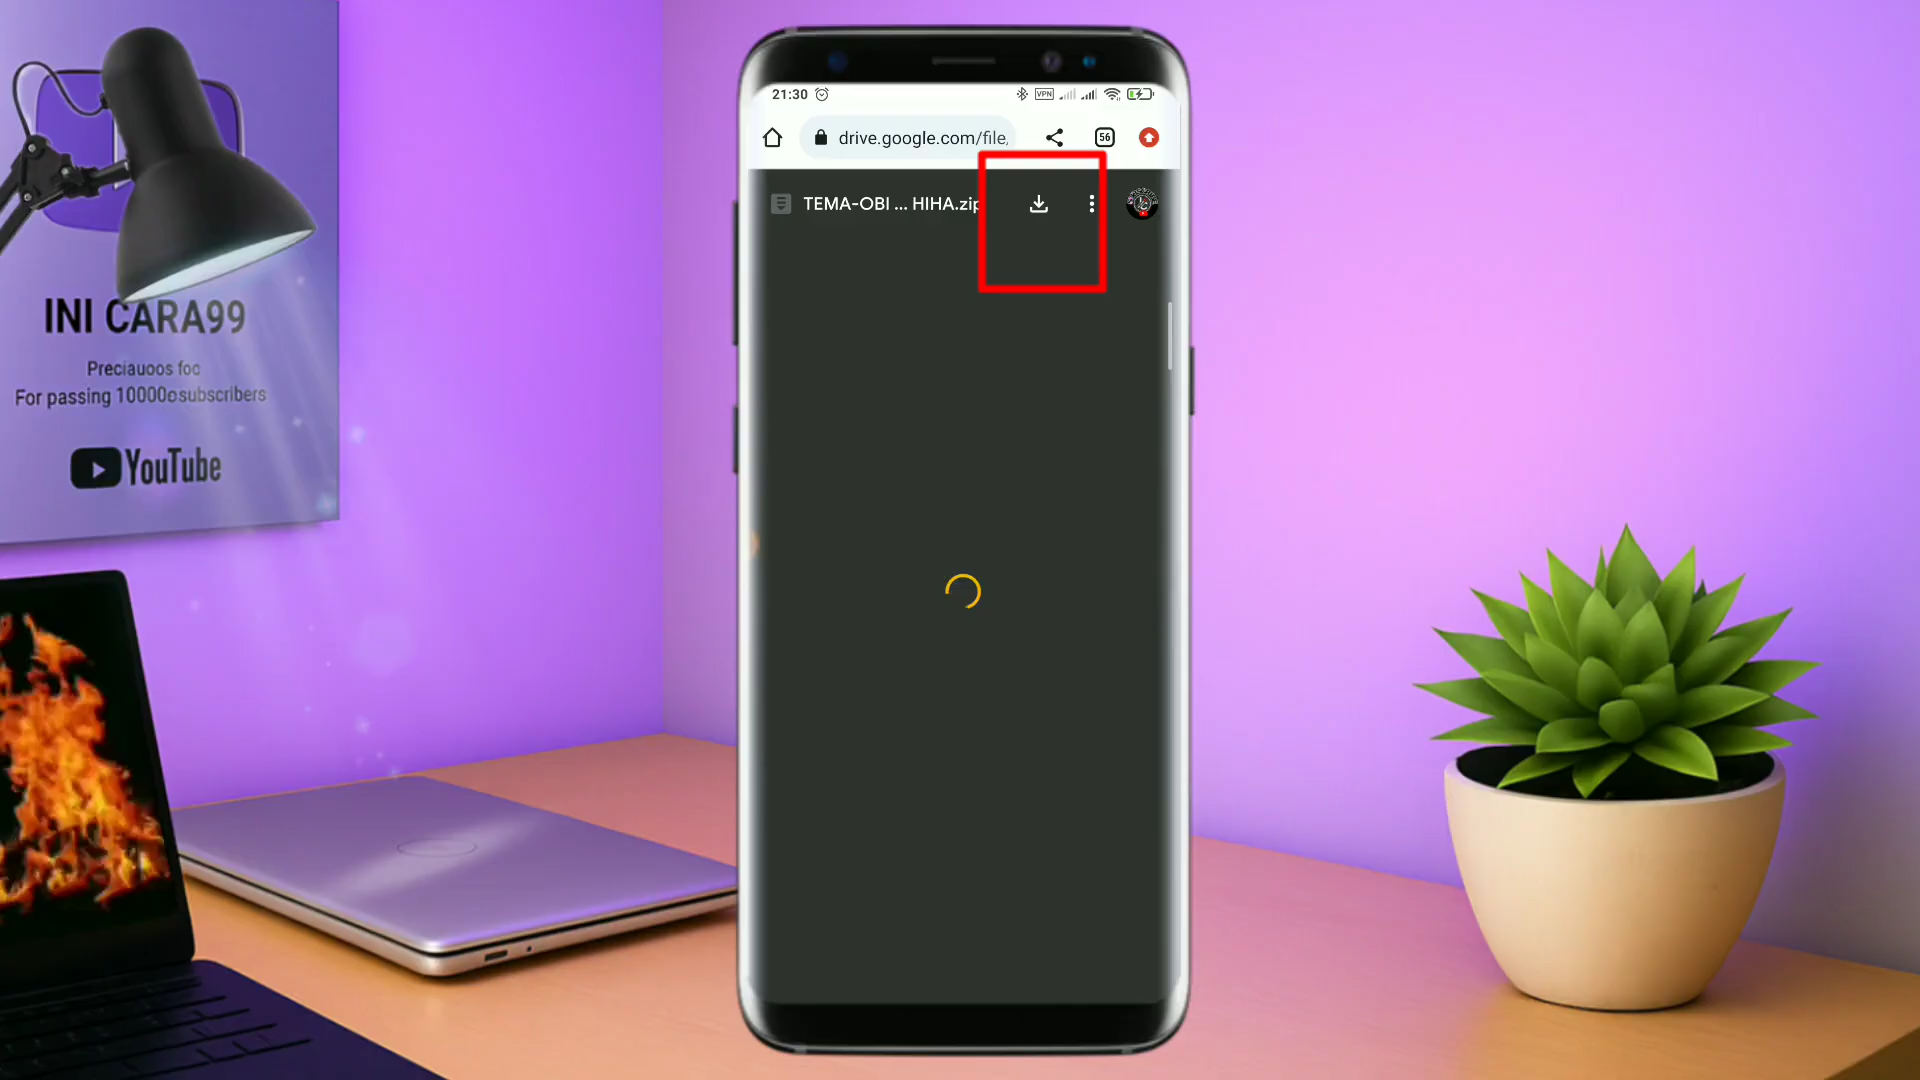 INI CARA99
Preciauoos foc
For passing 10000osubscribers
YouTube
21:30
VPN
drive.google.com/file,
56
TEMA-OBI ... HIHA.zip